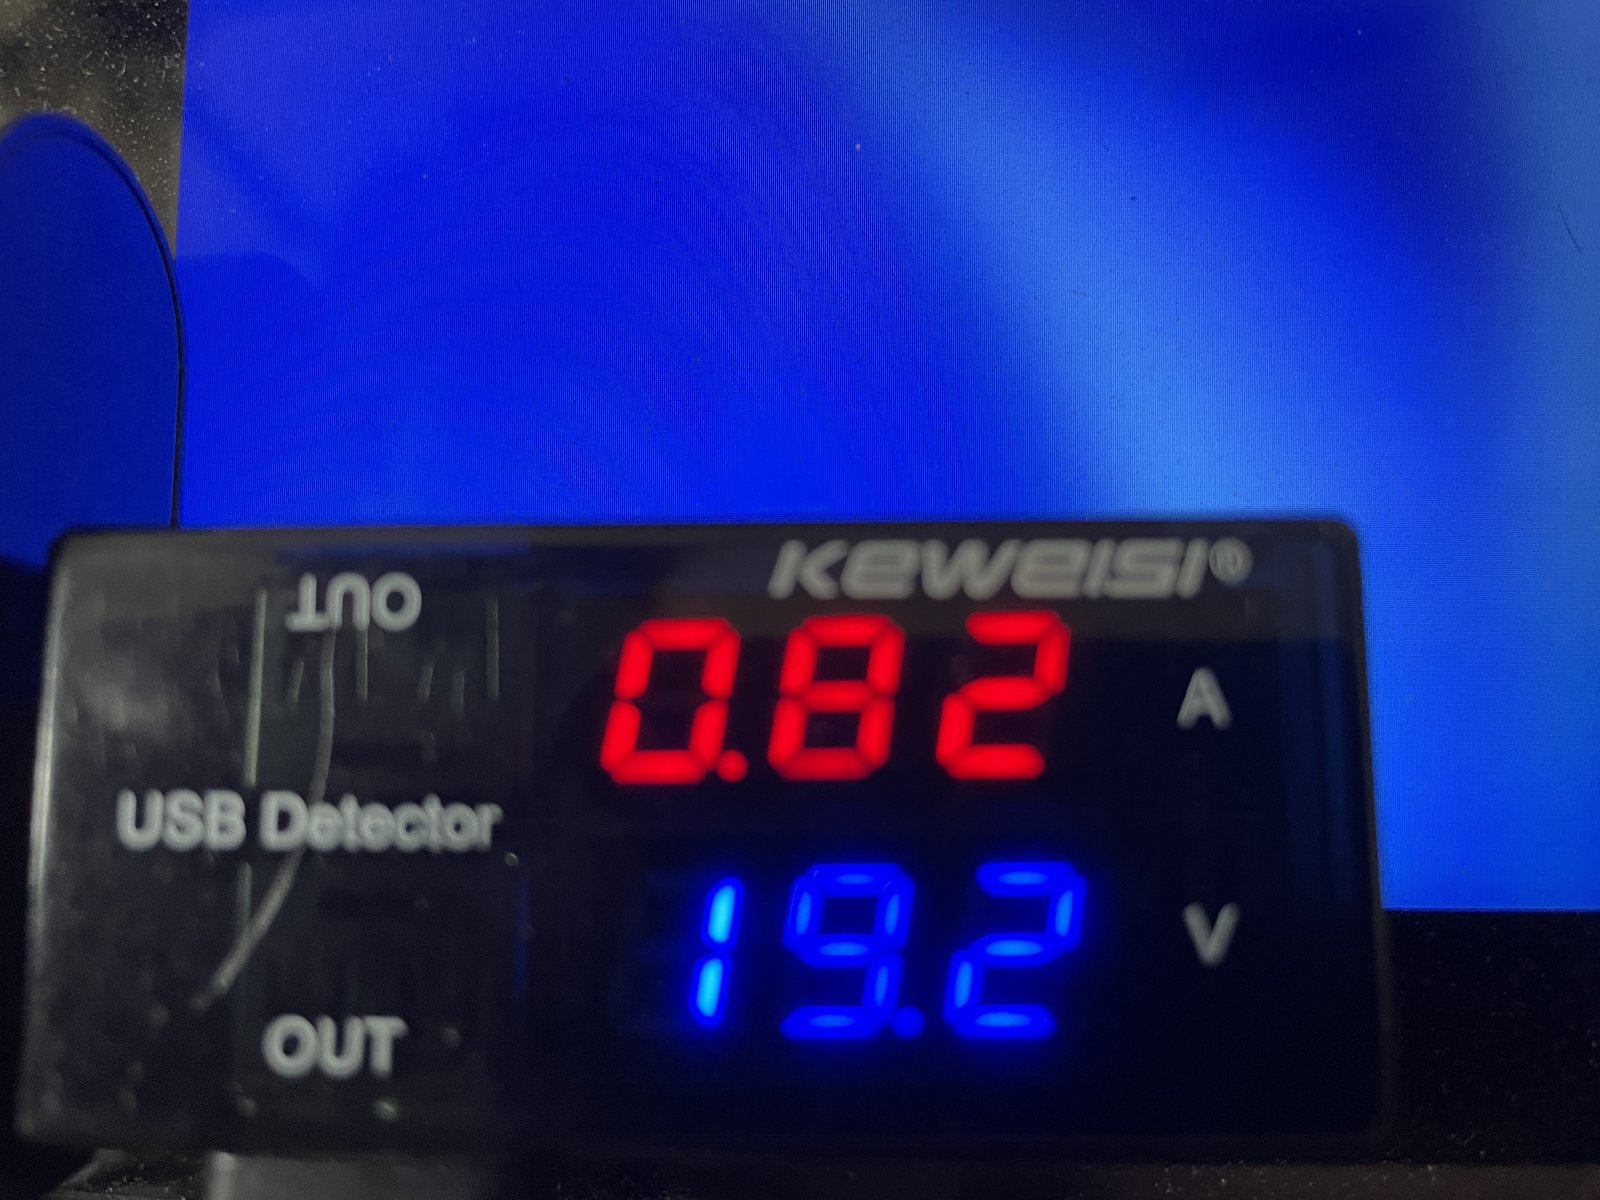 KEWEISI®
OUT
0.82 A
USB Detector
19.2 V
OUT